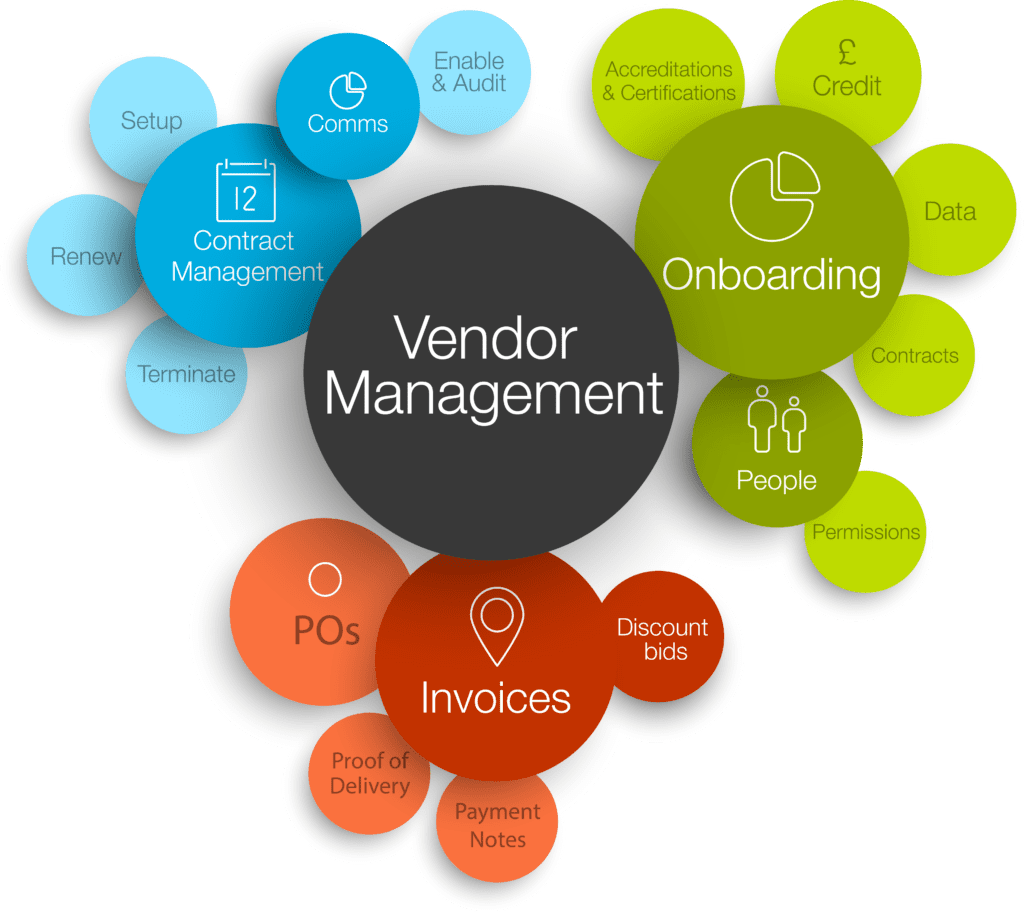 Enable
& Audit
Comms
Setup
12
Contract
Management
Renew
Terminate
Accreditations
& Certifications
£
Credit
Data
Onboarding
Contracts
People
Permissions
Vendor
Management
POs
Invoices
Discount
bids
Proof of
Delivery
Payment
Notes